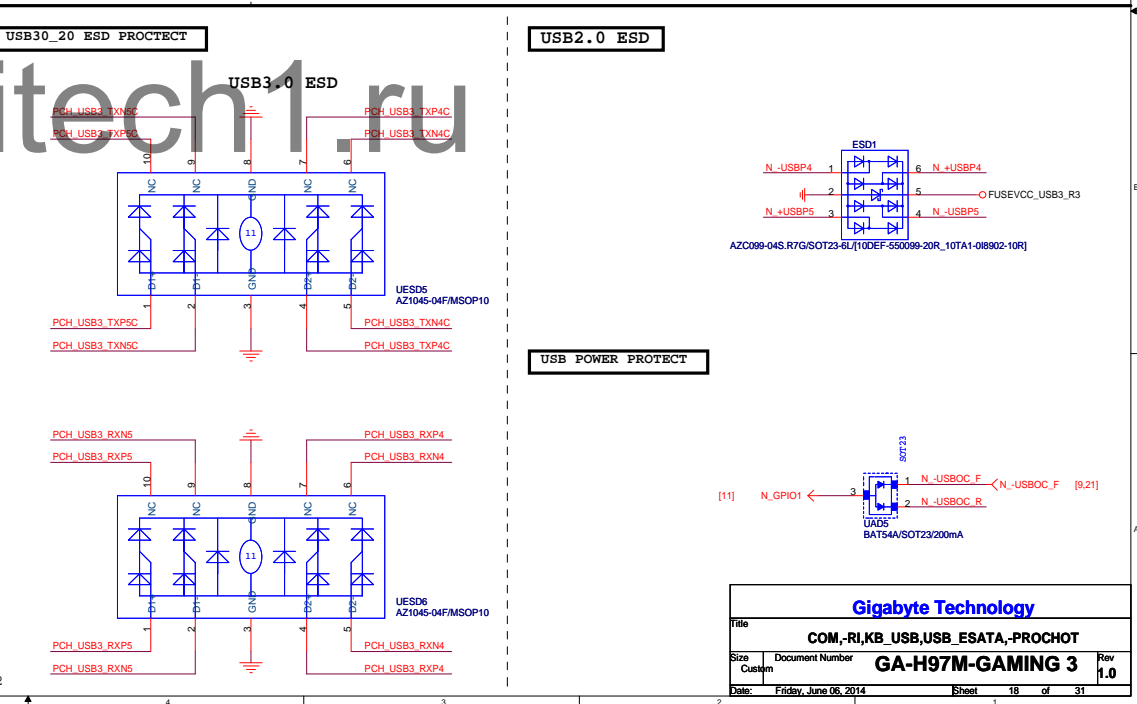 USB30_20 ESD PROCTECT
USB2.0 ESD
itech1.ru
USB3.0 ESD
PCH_USB3_TXN5C
PCH_USB3_TXP4C
PCH_USB3_TXP5C
PCH_USB3_TXN4C
10 9 8 7 6
NC NC GND NC NC
11
D1+ D1- GND D2+ D2-
UESD5
AZ1045-04F/MSOP10
1 2 3 4 5
PCH_USB3_TXP5C
PCH_USB3_TXN4C
PCH_USB3_TXN5C
PCH_USB3_TXP4C
ESD1
N_-USBP4 1 6 N_+USBP4
2 5 FUSEVCC_USB3_R3
N_+USBP5 3 4 N_-USBP5
AZC099-04S.R7G/SOT23-6L/[10DEF-550099-20R_10TA1-0I8902-10R]
USB POWER PROTECT
PCH_USB3_RXN5
PCH_USB3_RXP4
PCH_USB3_RXP5
PCH_USB3_RXN4
10 9 8 7 6
NC NC GND NC NC
11
D1+ D1- GND D2+ D2-
UESD6
AZ1045-04F/MSOP10
1 2 3 4 5
PCH_USB3_RXP5
PCH_USB3_RXN4
PCH_USB3_RXN5
PCH_USB3_RXP4
SOT23
1 N_-USBOC_F N_-USBOC_F [9,21]
[11] N_GPIO1 3
2 N_-USBOC_R
UAD5
BAT54A/SOT23/200mA
Gigabyte Technology
Title
COM,-RI,KB_USB,USB_ESATA,-PROCHOT
Size Document Number Rev
Custom GA-H97M-GAMING 3 1.0
Date: Friday, June 06, 2014 Sheet 18 of 31
4 3 2 1
B
A